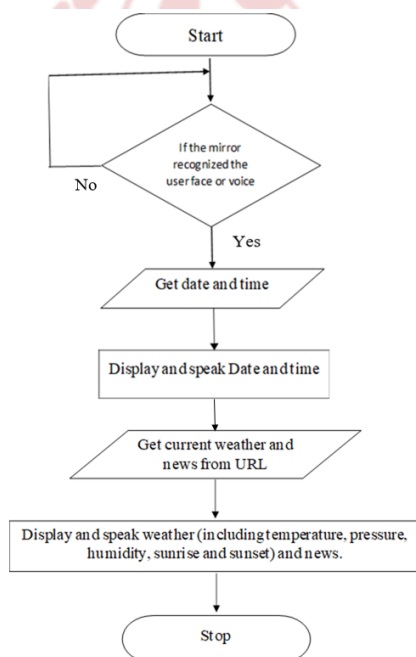 Start
If the mirror
recognized the
user face or voice
No
Yes
Get date and time
Display and speak Date and time
Get current weather and
news from URL
Display and speak weather (including temperature, pressure,
humidity, sunrise and sunset) and news.
Stop